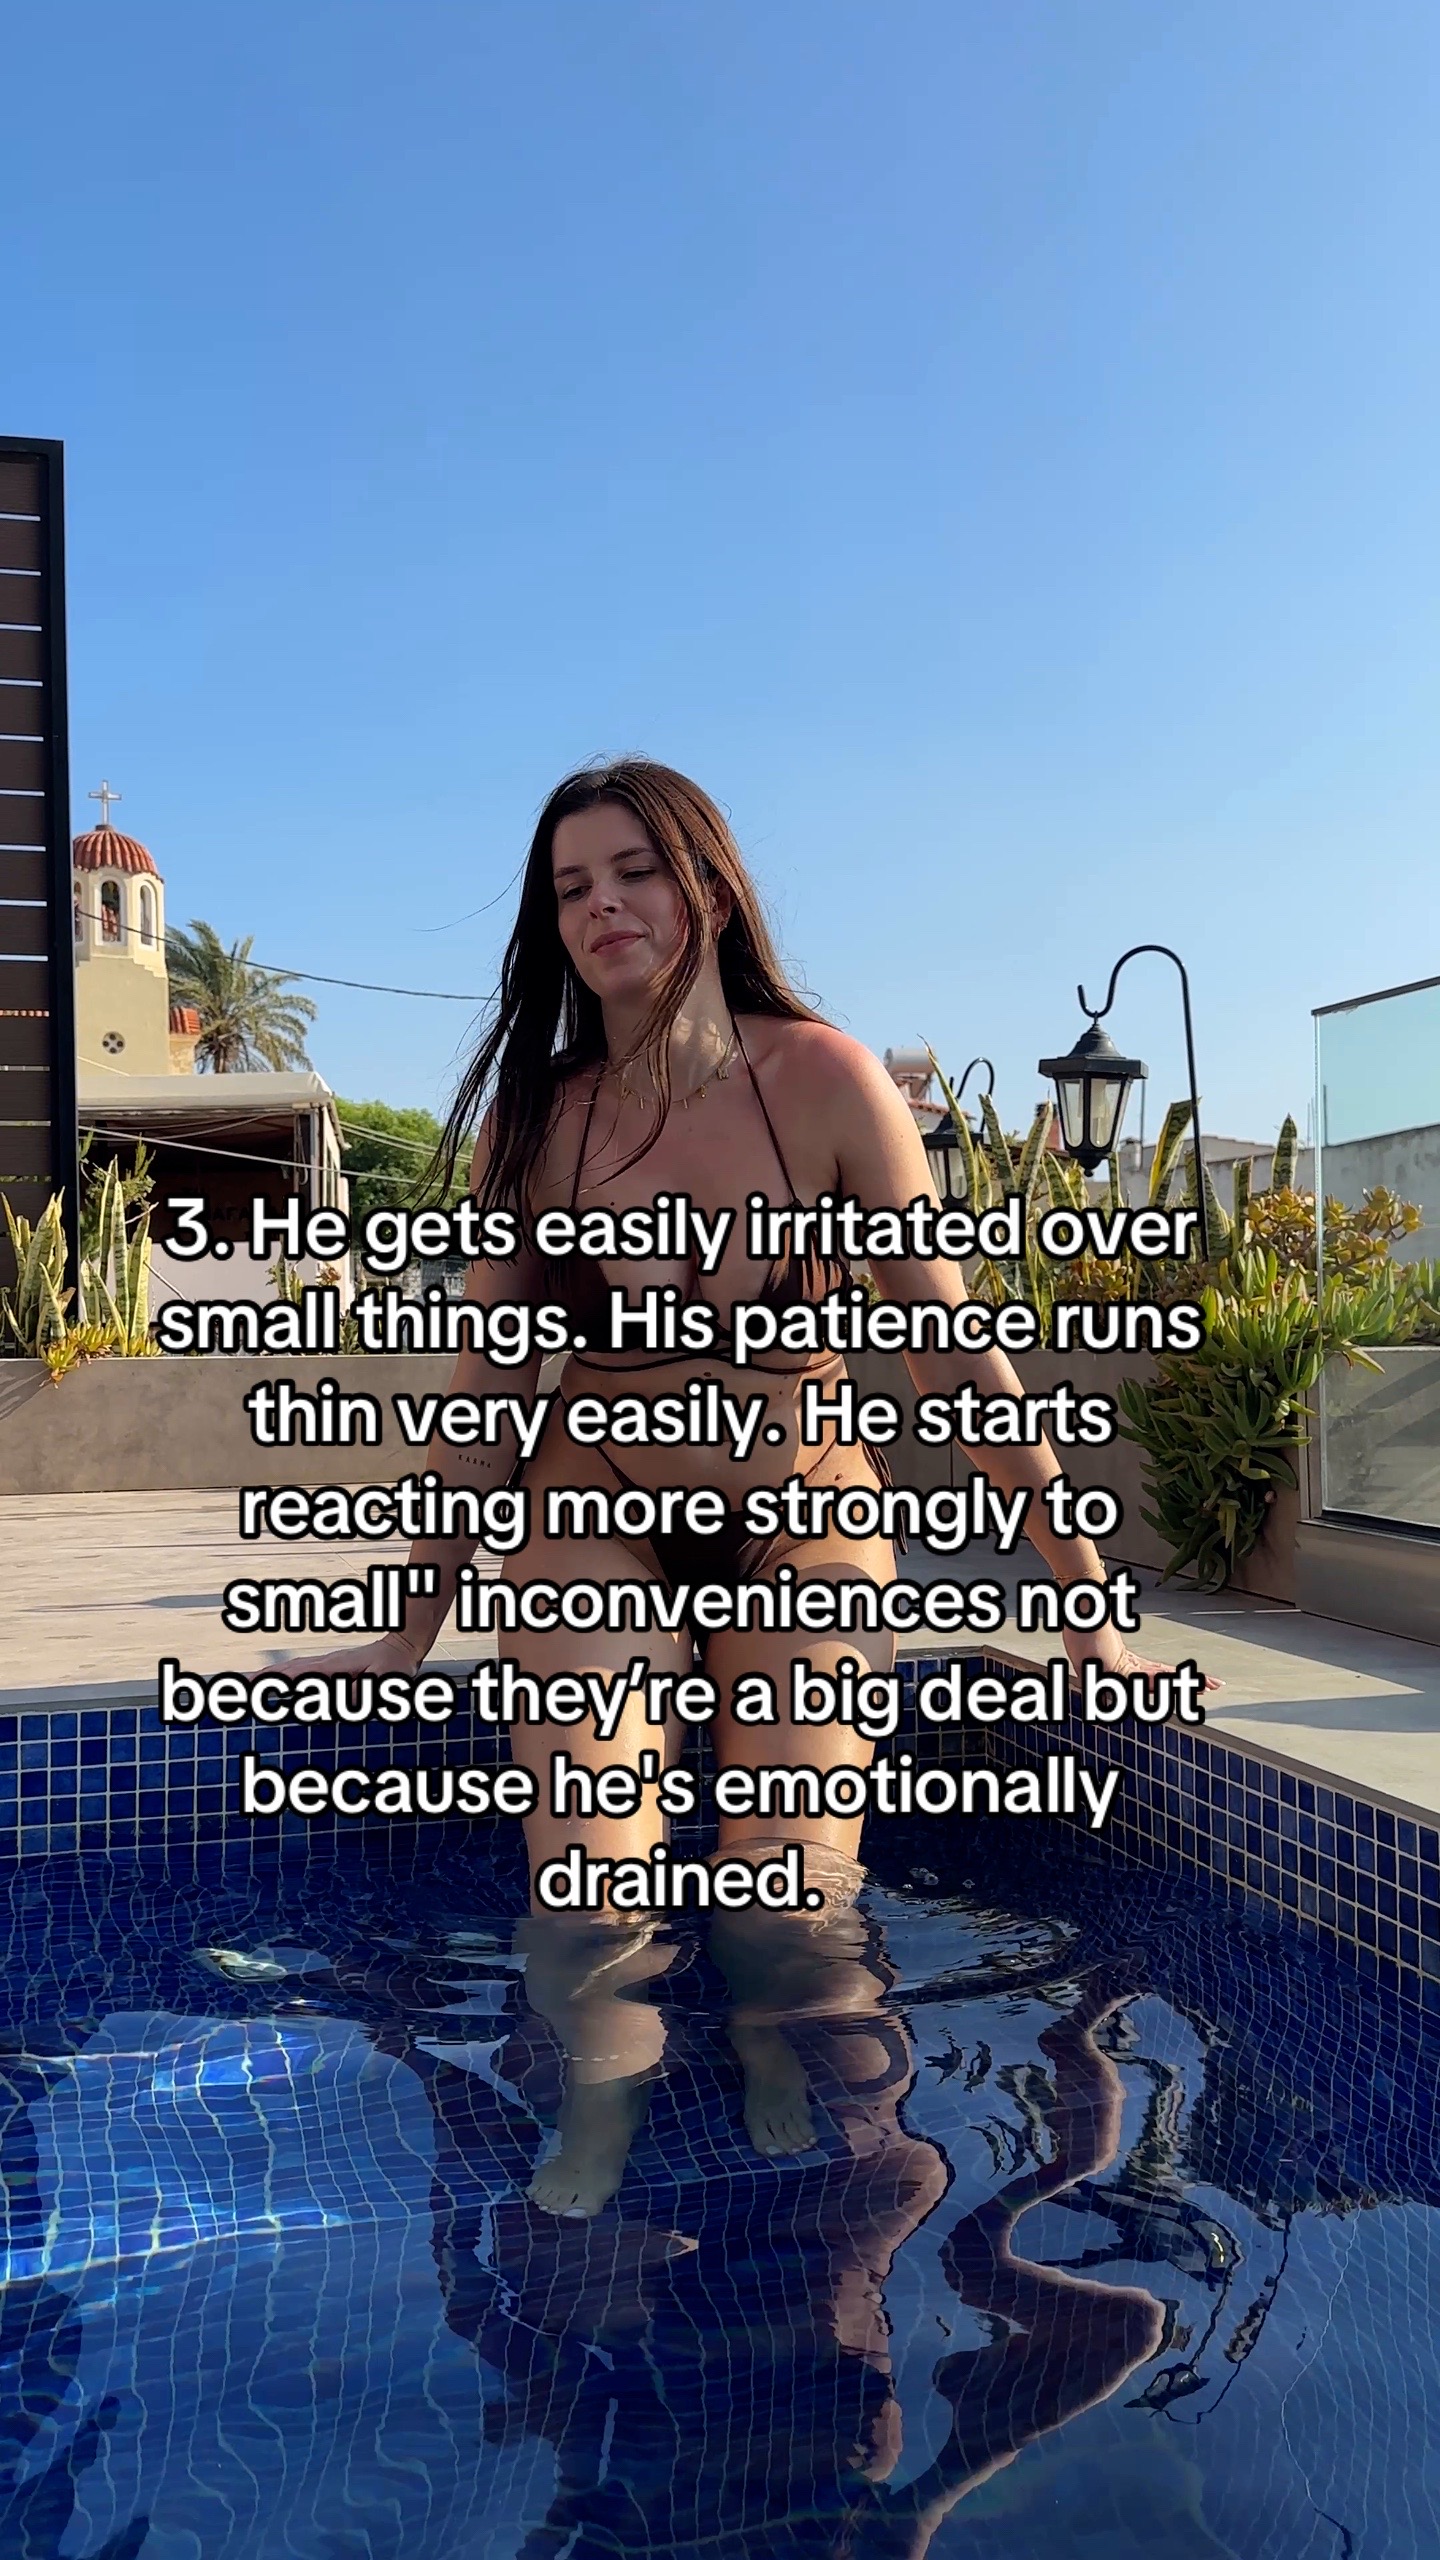 3. He gets easily irritated over
small things. His patience runs
thin very easily. He starts
reacting more strongly to
small" inconveniences not
because they’re a big deal but
because he's emotionally
drained.